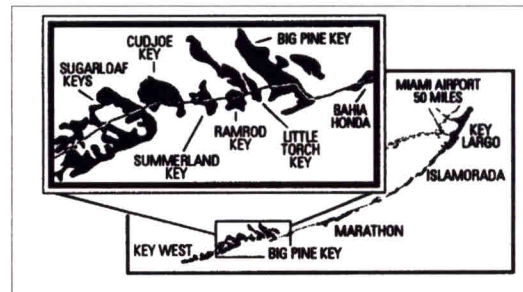 CUDJOE
KEY
BIG PINE KEY
SUGARLOAF
KEYS
SUMMERLAND
KEY
RAMROD
KEY
LITTLE
TORCH
KEY
BAHIA
HONDA
MIAMI AIRPORT
50 MILES
KEY
LARGO
ISLAMORADA
MARATHON
KEY WEST
BIG PINE KEY